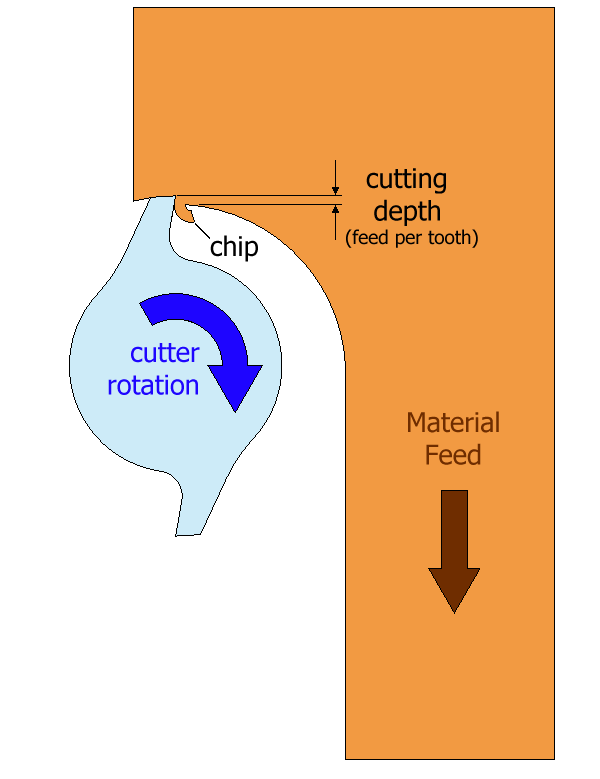 cutting
depth
(feed per tooth)
chip
cutter
rotation
Material
Feed